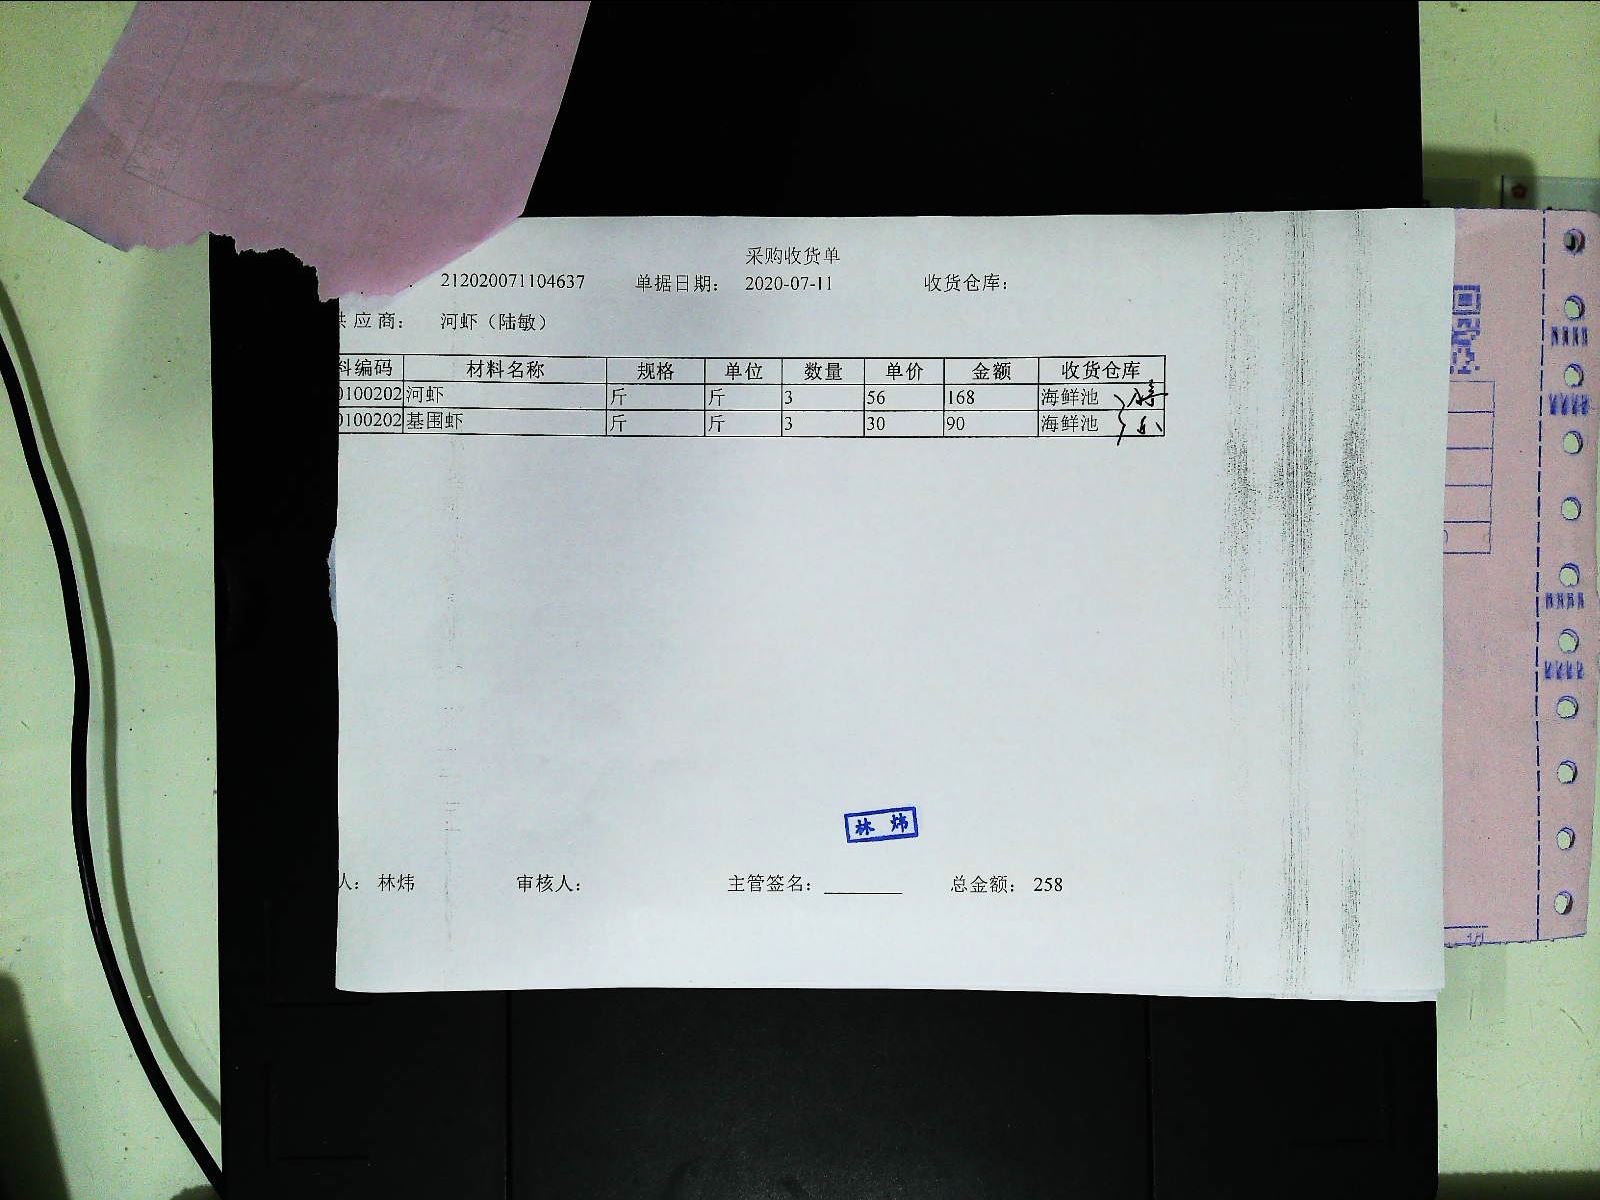 采购收货单
212020071104637 单据日期： 2020-07-11 收货仓库：
供 应 商： 河虾（陆敏）
料编码 材料名称 规格 单位 数量 单价 金额 收货仓库
0100202 河虾 斤 斤 3 56 168 海鲜池
0100202 基围虾 斤 斤 3 30 90 海鲜池
林 炜
人： 林炜 审核人： 主管签名：________ 总金额： 258